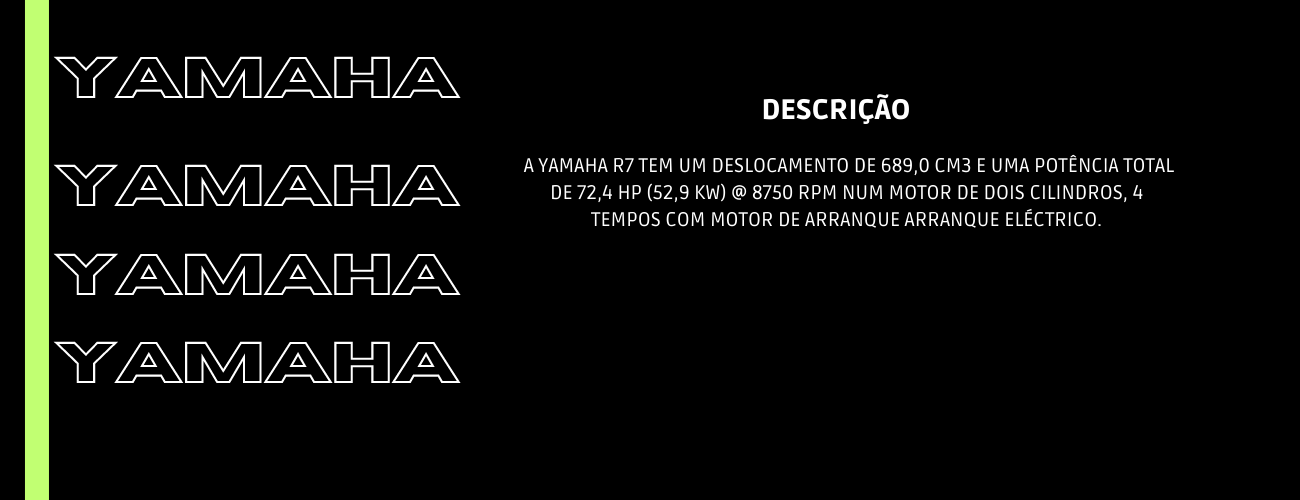 YAMAHA
YAMAHA
YAMAHA
YAMAHA
DESCRIÇÃO
A YAMAHA R7 TEM UM DESLOCAMENTO DE 689,0 CM3 E UMA POTÊNCIA TOTAL
DE 72,4 HP (52,9 KW) @ 8750 RPM NUM MOTOR DE DOIS CILINDROS, 4
TEMPOS COM MOTOR DE ARRANQUE ARRANQUE ELÉCTRICO.